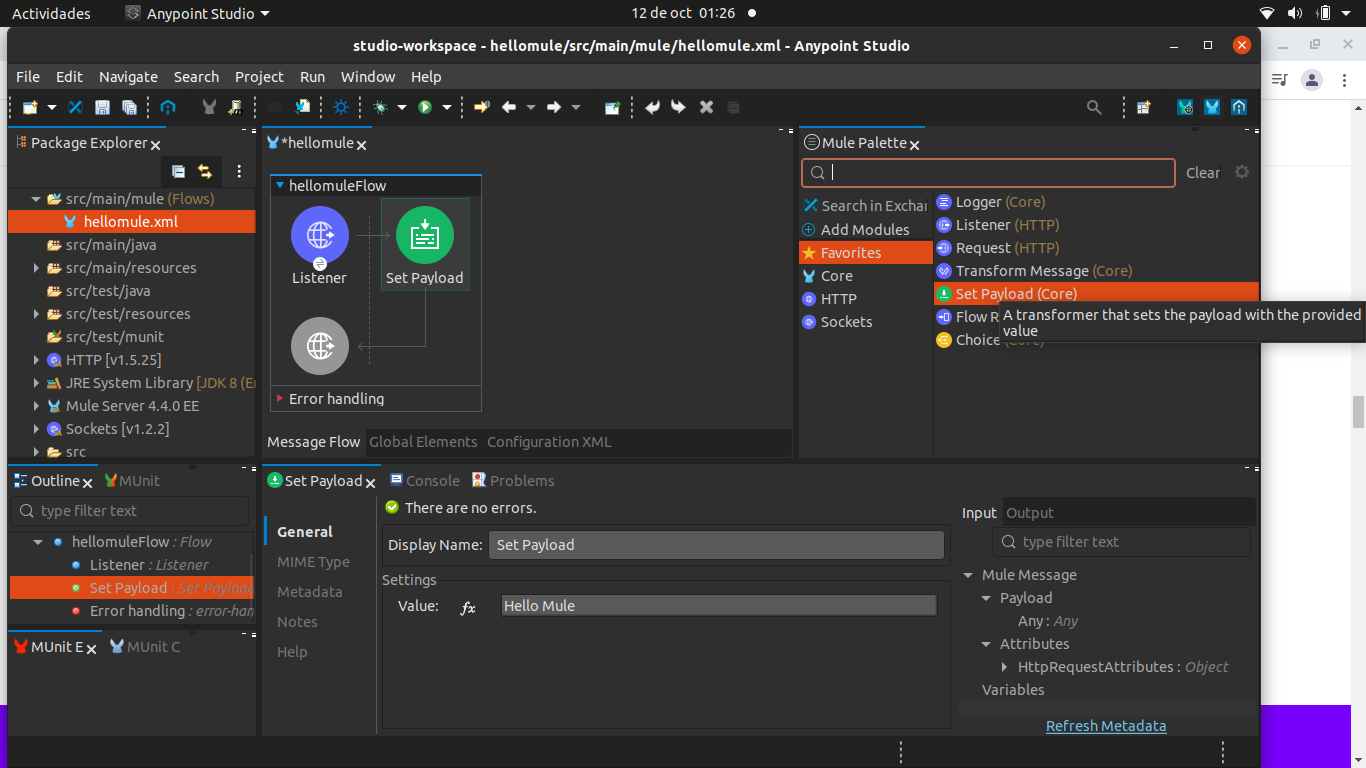 Actividades
Anypoint Studio
12 de oct 01:26
studio-workspace - hellomule/src/main/mule/hellomule.xml - Anypoint Studio
File Edit Navigate Search Project Run Window Help
Package Explorer
src/main/mule (Flows)
hellomule.xml
src/main/java
src/main/resources
src/test/java
src/test/resources
src/test/munit
HTTP [v1.5.25]
JRE System Library [JDK 8 (E
Mule Server 4.4.0 EE
Sockets [v1.2.2]
src
*hellomule
hellomuleFlow
Listener
Set Payload
Error handling
Message Flow Global Elements Configuration XML
Mule Palette
Clear
Search in Exchan
Add Modules
Favorites
Core
HTTP
Sockets
Logger (Core)
Listener (HTTP)
Request (HTTP)
Transform Message (Core)
Set Payload (Core)
Flow R
Choice
A transformer that sets the payload with the provided
value
Outline MUnit
type filter text
hellomuleFlow : Flow
Listener : Listener
Set Payload : Set Payload
Error handling : error-han
MUnit E MUnit C
Set Payload Console Problems
General
MIME Type
Metadata
Notes
Help
There are no errors.
Display Name: Set Payload
Settings
Value: fx Hello Mule
Input Output
type filter text
Mule Message
Payload
Any : Any
Attributes
HttpRequestAttributes : Object
Variables
Refresh Metadata